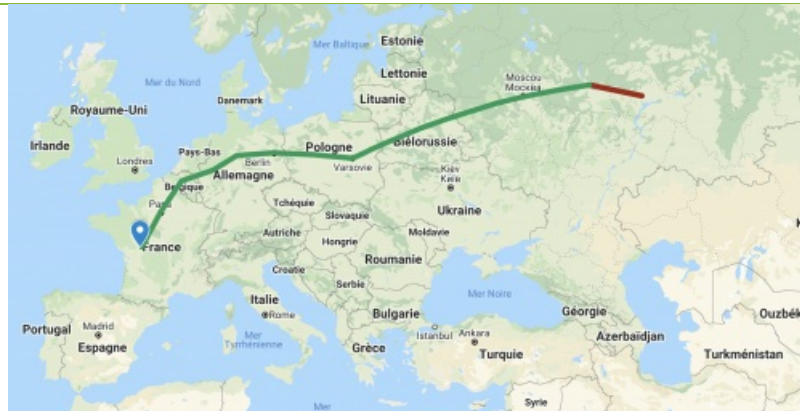 Estonie
Mer Baltique
Lettonie
Moscou
Москва
Mer du Nord
Danemark
Lituanie
Royaume-Uni
Biélorussie
Irlande
Pays-Bas
Pologne
Londres
Berlin
Varsovie
Allemagne
Belgique
Kiev
Київ
Paris
Tchéquie
Slovaquie
Ukraine
Autriche
Moldavie
France
Hongrie
Roumanie
Croatie
Serbie
Mer Noire
Italie
Rome
Bulgarie
Géorgie
Ouzbék
Portugal
Madrid
Espagne
Mer
Tyrrhénienne
Istanbul
Ankara
Azerbaïdjan
Grèce
Turquie
Turkménistan
Syrie
Mer